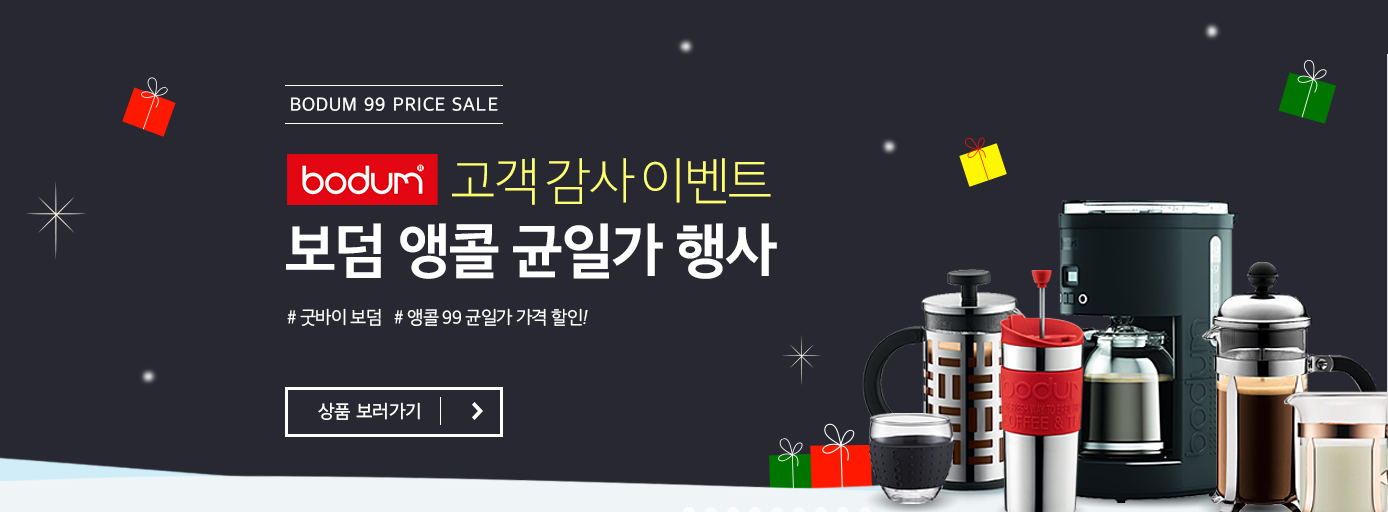 BODUM 99 PRICE SALE
bodum® 고객 감사 이벤트
보덤 앵콜 균일가 행사
# 굿바이 보덤 # 앵콜 99 균일가 가격 할인!
상품 보러가기
bodum
COFFEE & T